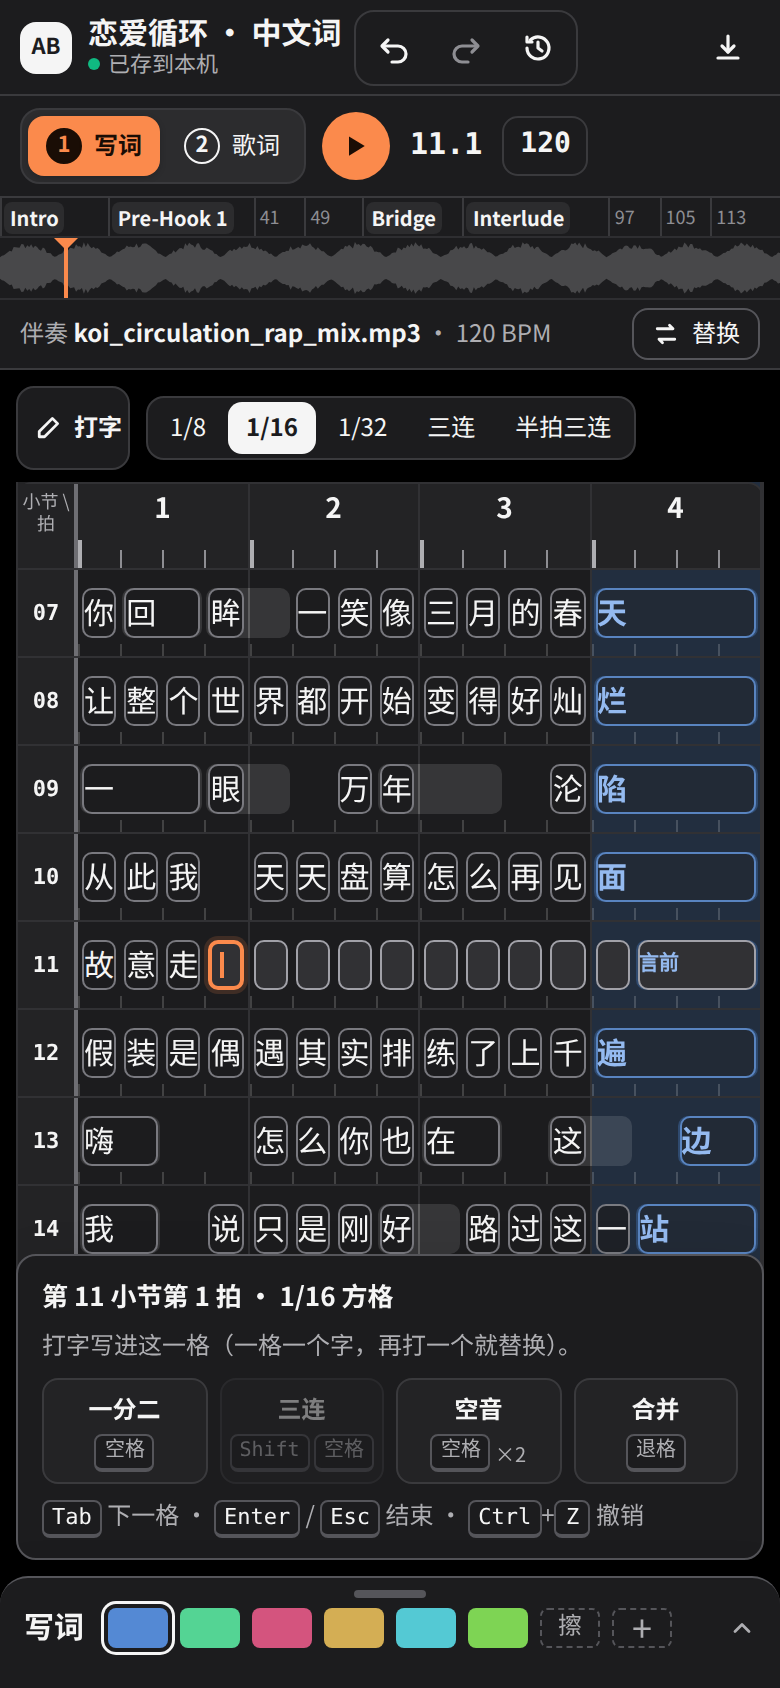 AB 恋爱循环 · 中文词
已存到本机
1 写词 2 歌词 11.1 120
Intro Pre-Hook 1 41 49 Bridge Interlude 97 105 113
伴奏 koi_circulation_rap_mix.mp3 · 120 BPM 替换
打字 1/8 1/16 1/32 三连 半拍三连
小节 \ 拍 1 2 3 4
07 你 回 眸 一 笑 像 三 月 的 春 天
08 让 整 个 世 界 都 开 始 变 得 好 灿 烂
09 一 眼 万 年 沦 陷
10 从 此 我 天 天 盘 算 怎 么 再 见 面
11 故 意 走 言前
12 假 装 是 偶 遇 其 实 排 练 了 上 千 遍
13 嗨 怎 么 你 也 在 这 边
14 我 说 只 是 刚 好 路 过 这 一 站
第 11 小节第 1 拍 · 1/16 方格
打字写进这一格（一格一个字，再打一个就替换）。
一分二 三连 空音 合并
空格 Shift 空格 空格 ×2 退格
Tab 下一格 · Enter / Esc 结束 · Ctrl+Z 撤销
写词 擦 +